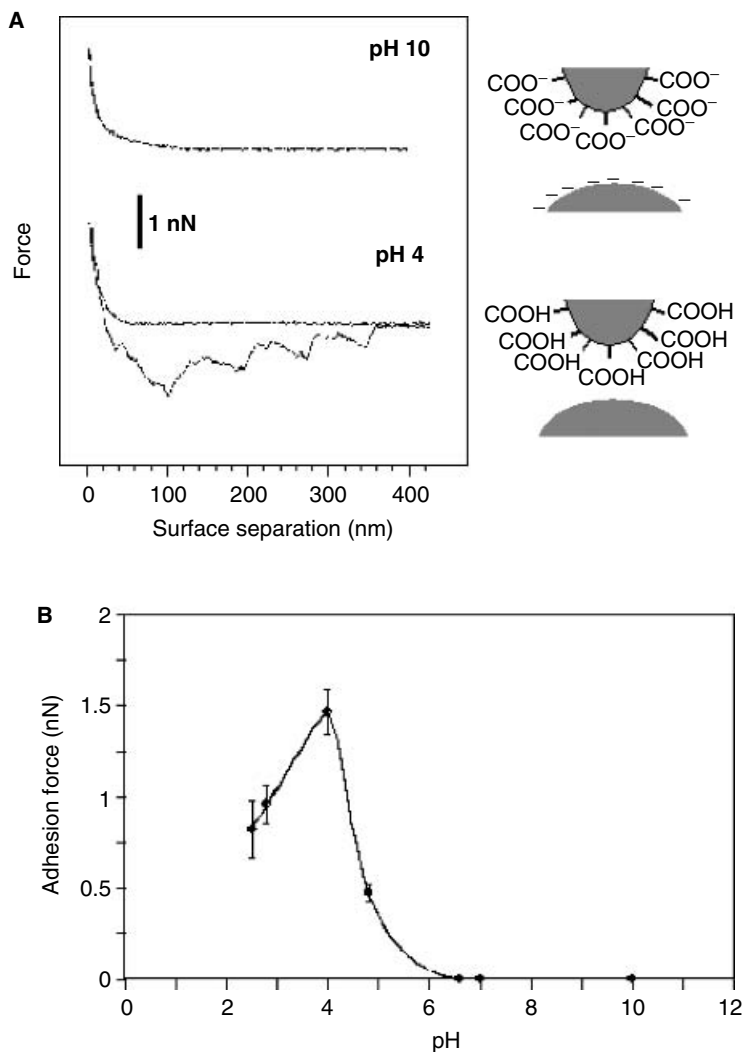 A
pH 10
1 nN
pH 4
Force
0 100 200 300 400
Surface separation (nm)
COO⁻ COO⁻
COO⁻ COO⁻
COO⁻ COO⁻ COO⁻
– – – – – – –
COOH COOH
COOH COOH
COOH COOH
COOH
B
2
1.5
1
0.5
0
Adhesion force (nN)
0 2 4 6 8 10 12
pH